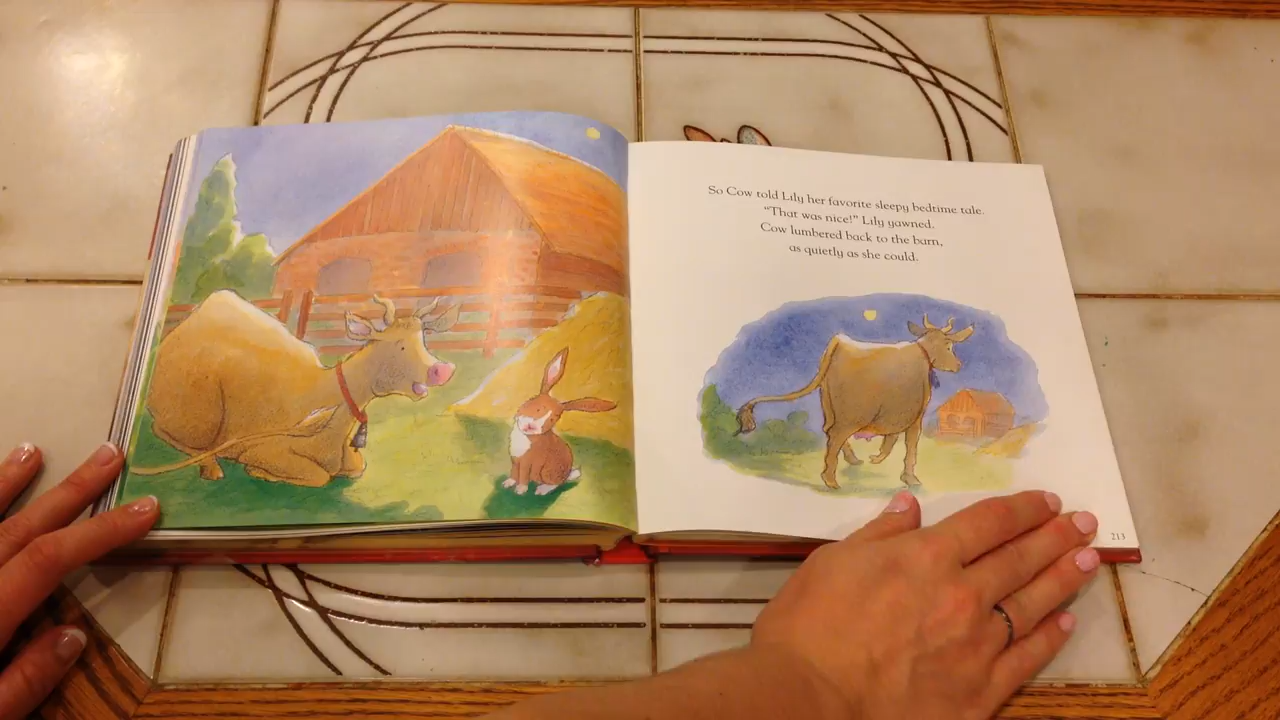 So Cow told Lily her favorite sleepy bedtime tale.
“That was nice!” Lily yawned.
Cow lumbered back to the barn,
as quietly as she could.
213